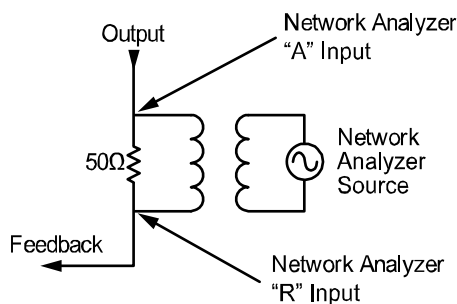 Output
Network Analyzer
“A” Input
50Ω
Network
Analyzer
Source
Feedback
Network Analyzer
“R” Input